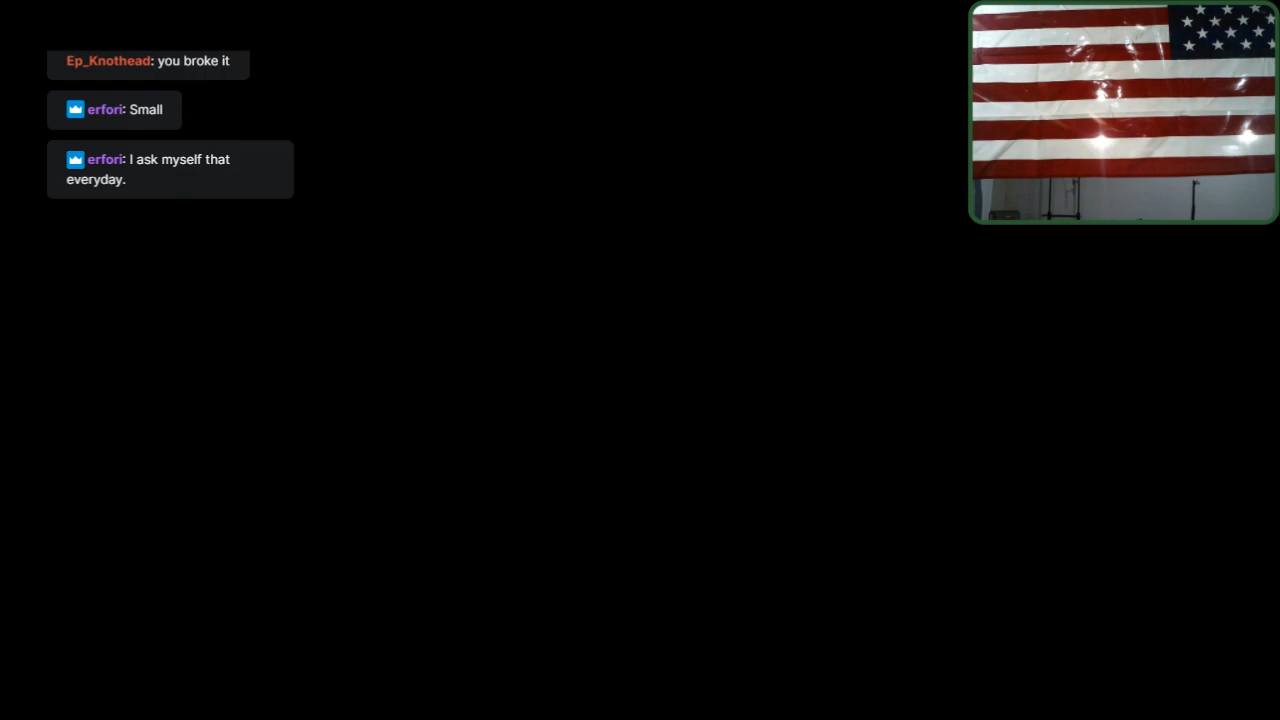 Ep_Knothead: you broke it
erfori: Small
erfori: I ask myself that
everyday.